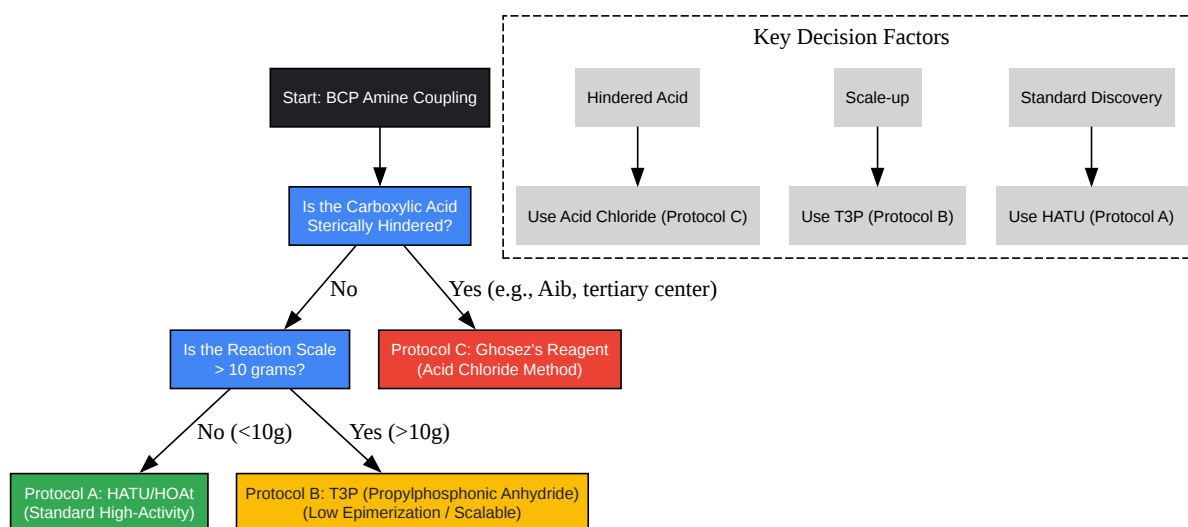 Key Decision Factors
Start: BCP Amine Coupling
Hindered Acid
Scale-up
Standard Discovery
Is the Carboxylic Acid
Sterically Hindered?
Use Acid Chloride (Protocol C)
Use T3P (Protocol B)
Use HATU (Protocol A)
No
Yes (e.g., Aib, tertiary center)
Is the Reaction Scale
> 10 grams?
Protocol C: Ghosez's Reagent
(Acid Chloride Method)
No (<10g)
Yes (>10g)
Protocol A: HATU/HOAt
(Standard High-Activity)
Protocol B: T3P (Propylphosphonic Anhydride)
(Low Epimerization / Scalable)